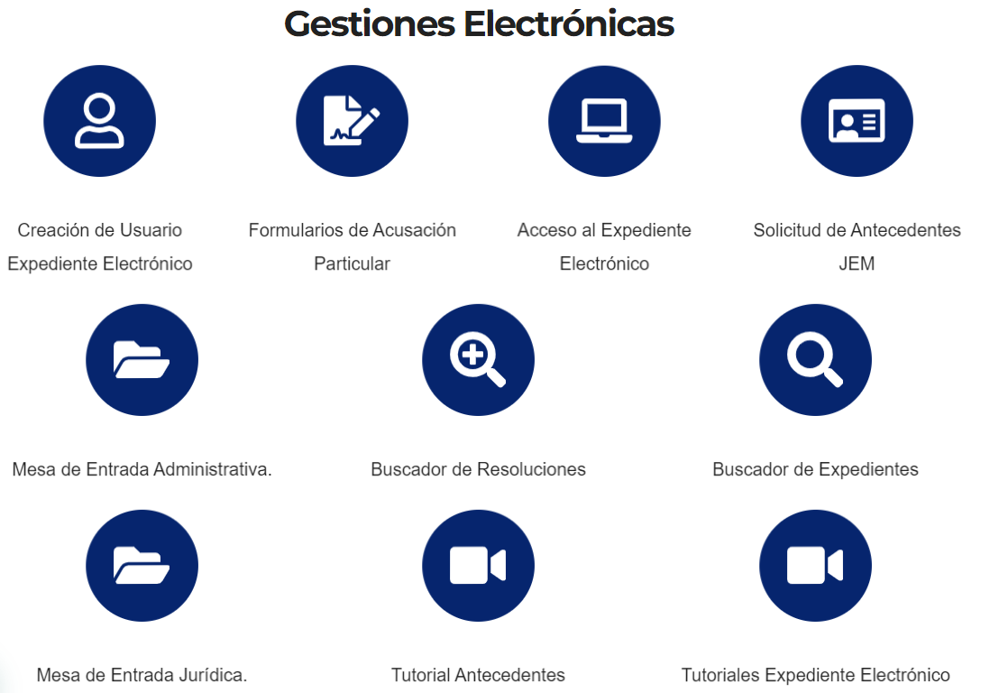 Gestiones Electrónicas
Creación de Usuario
Expediente Electrónico
Formularios de Acusación
Particular
Acceso al Expediente
Electrónico
Solicitud de Antecedentes
JEM
Mesa de Entrada Administrativa.
Buscador de Resoluciones
Buscador de Expedientes
Mesa de Entrada Jurídica.
Tutorial Antecedentes
Tutoriales Expediente Electrónico